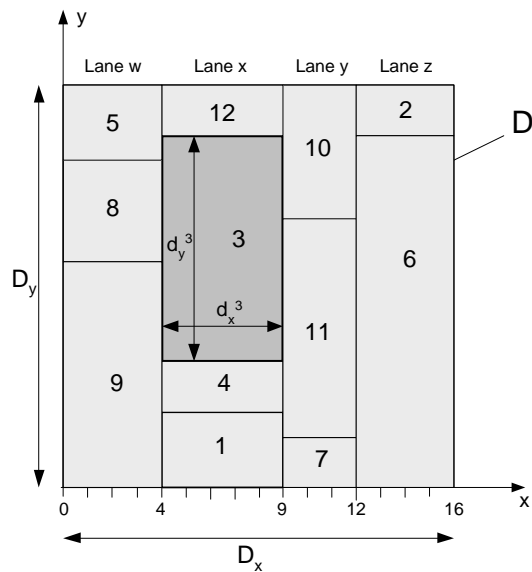 y
Lane w Lane x Lane y Lane z
5 12 10 2 D
8 3 6
d_y^3
D_y
d_x^3
11
9 4
1 7
0 4 9 12 16 x
D_x